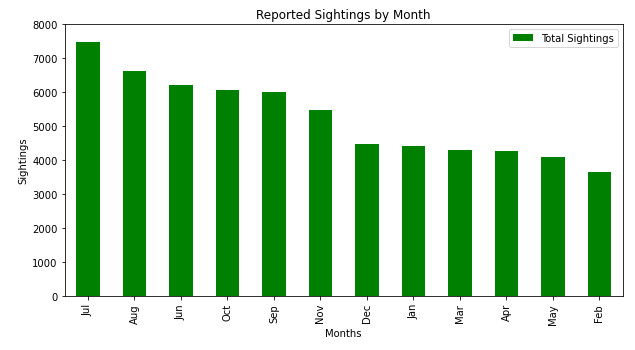 Reported Sightings by Month
Total Sightings
Sightings
8000
7000
6000
5000
4000
3000
2000
1000
0
Jul Aug Jun Oct Sep Nov Dec Jan Mar Apr May Feb
Months